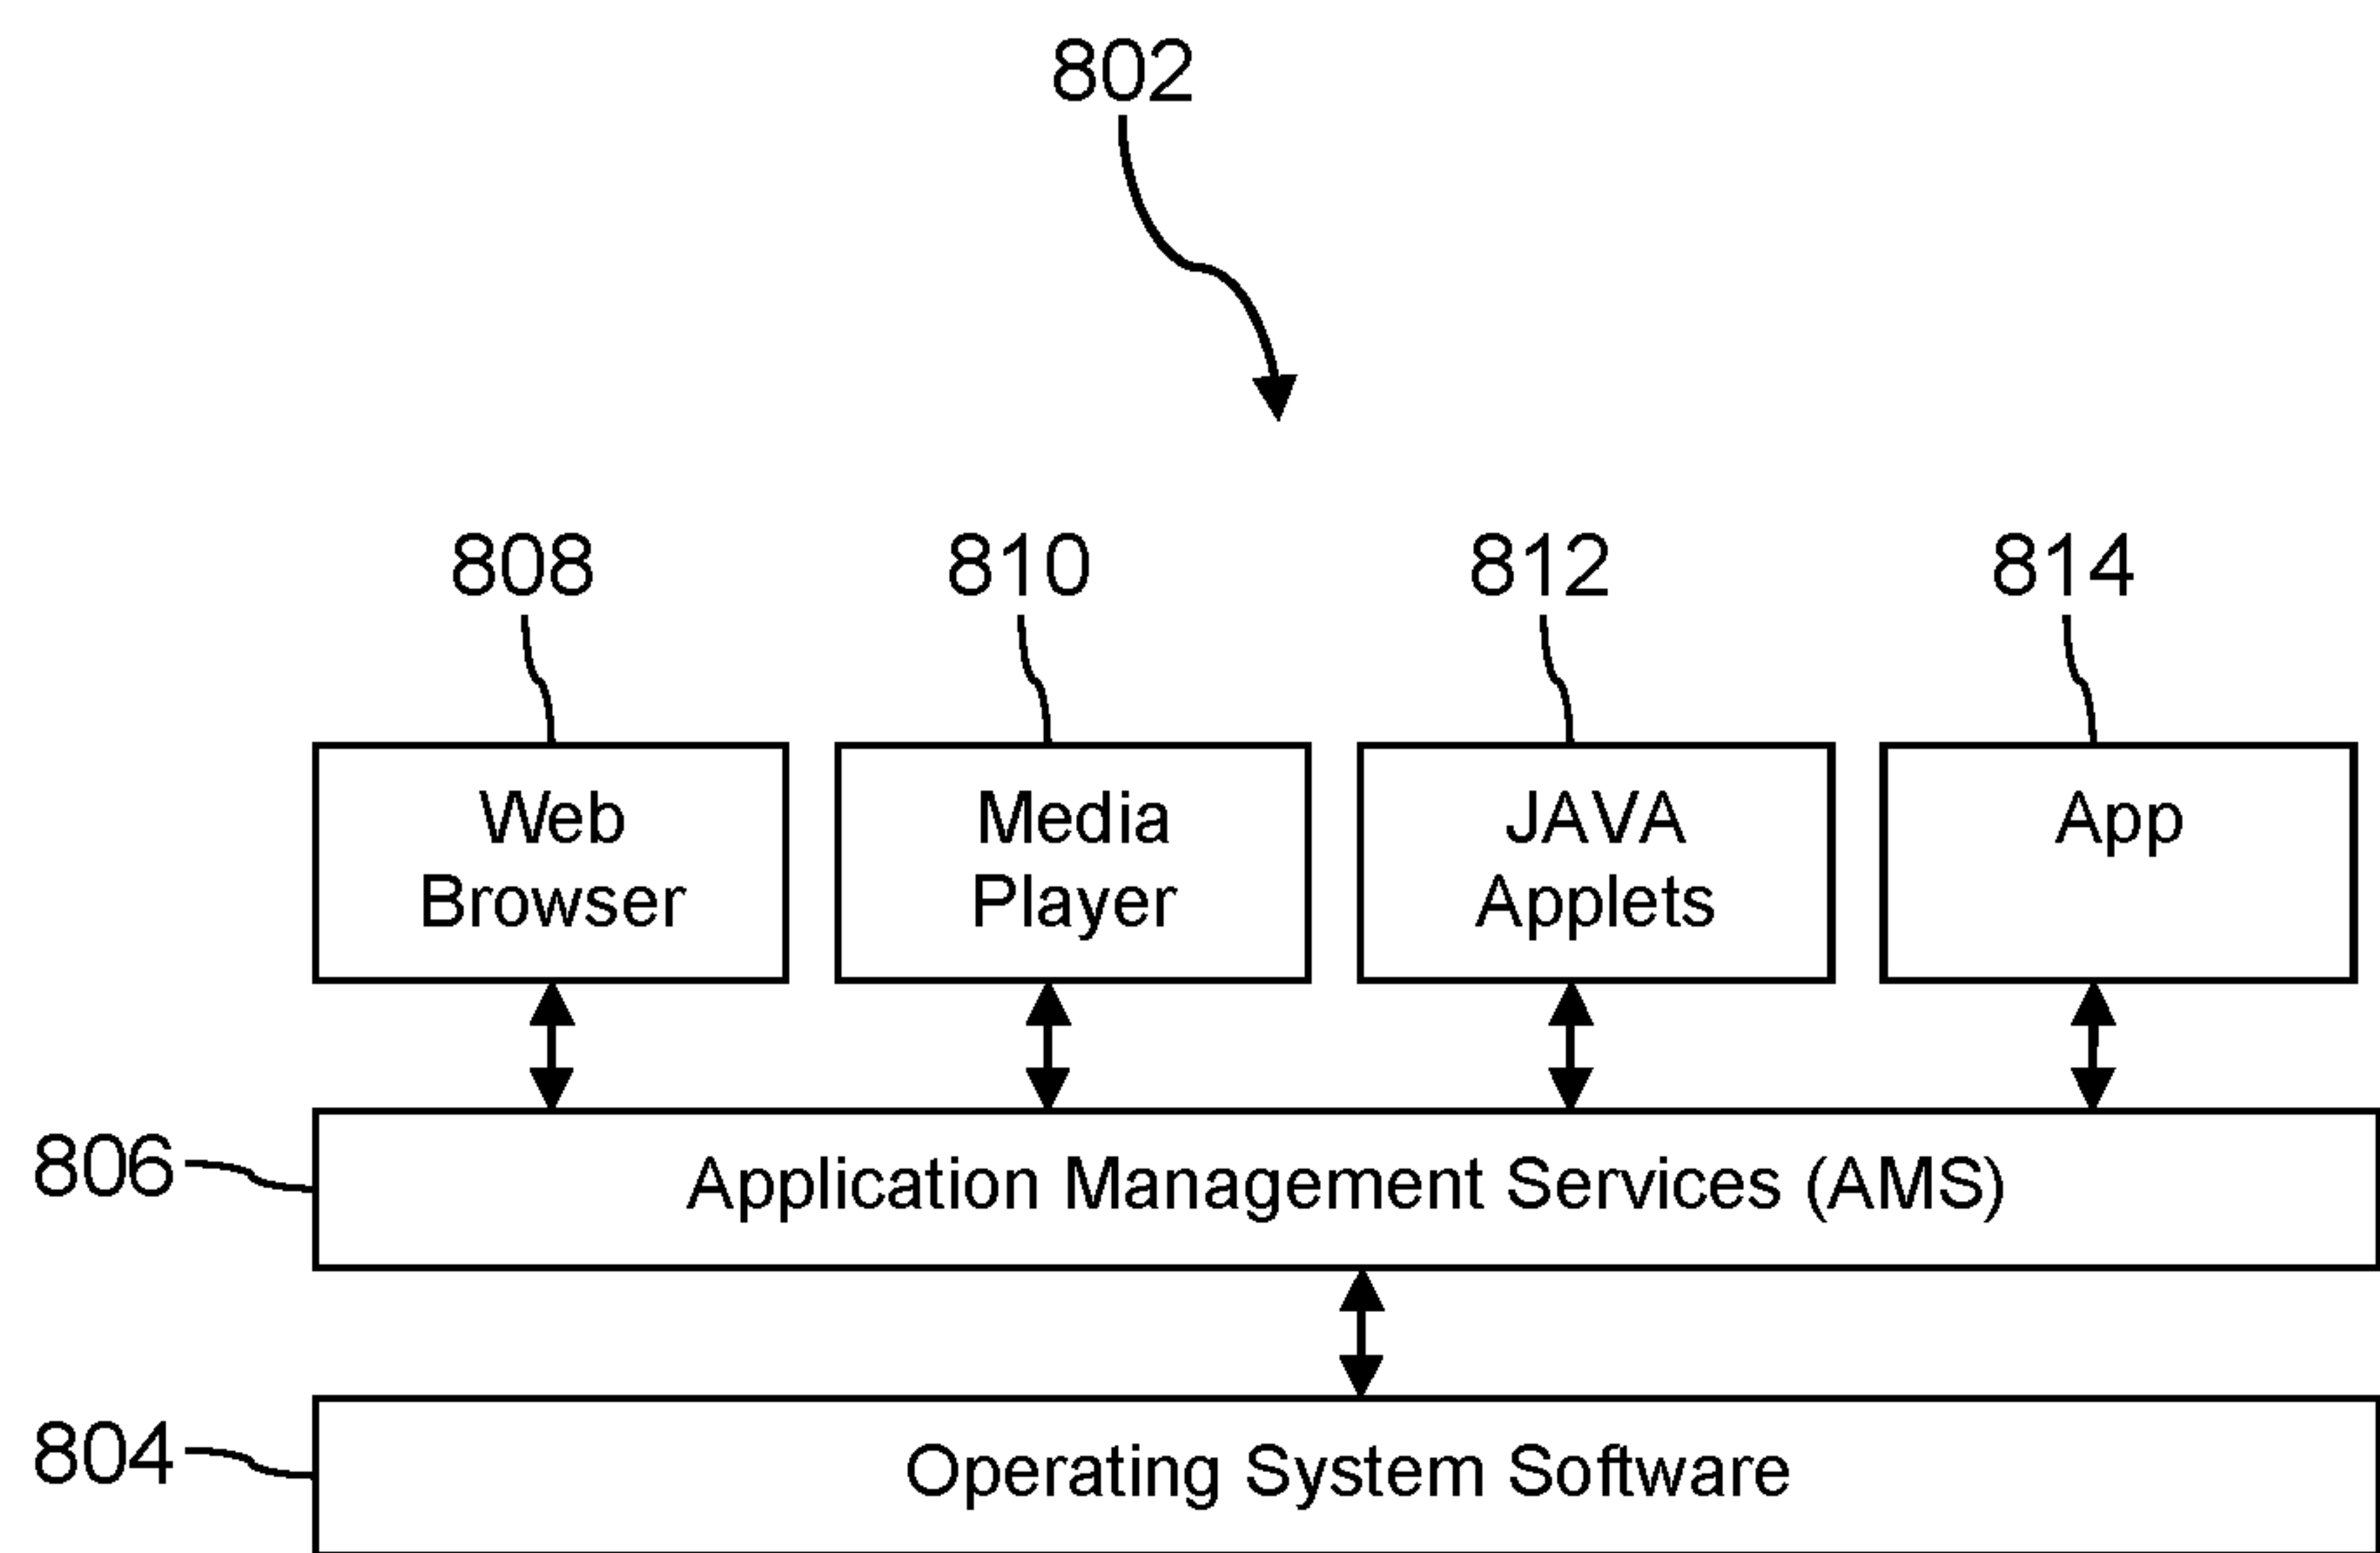 802
808
810
812
814
Web
Browser
Media
Player
JAVA
Applets
App
806
Application Management Services (AMS)
804
Operating System Software